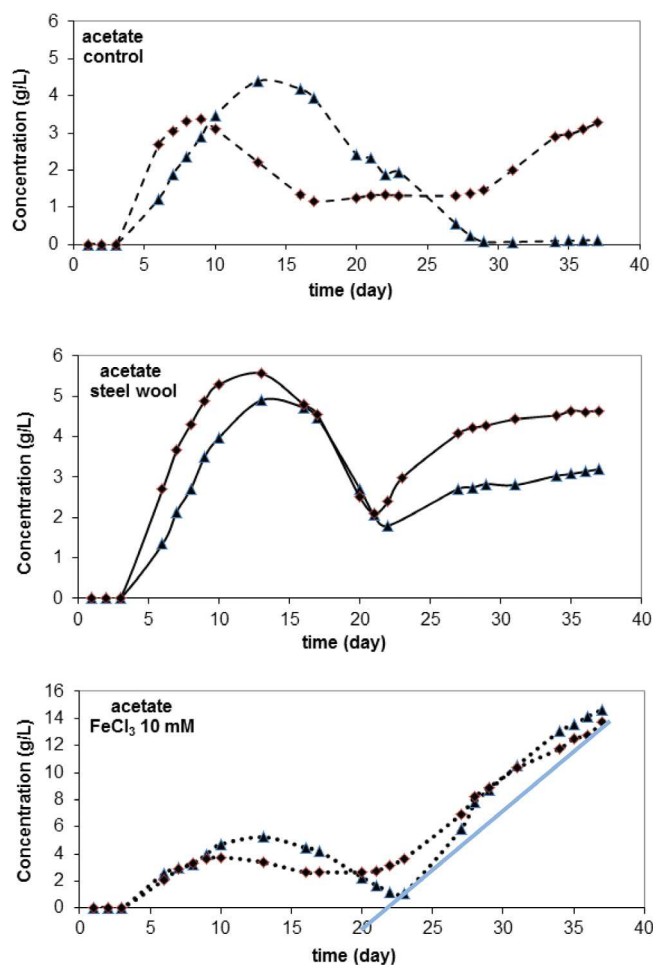 acetate
control
Concentration (g/L)
6
5
4
3
2
1
0
0 5 10 15 20 25 30 35 40
time (day)
acetate
steel wool
Concentration (g/L)
6
5
4
3
2
1
0
0 5 10 15 20 25 30 35 40
time (day)
acetate
FeCl₃ 10 mM
Concentration (g/L)
16
14
12
10
8
6
4
2
0
0 5 10 15 20 25 30 35 40
time (day)